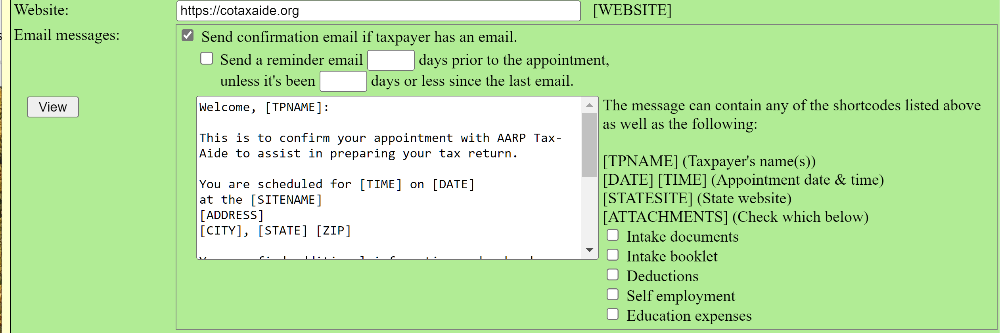 Website: https://cotaxaide.org [WEBSITE]
Email messages:
Send confirmation email if taxpayer has an email.
Send a reminder email days prior to the appointment,
unless it's been days or less since the last email.
View
Welcome, [TPNAME]:
This is to confirm your appointment with AARP Tax-
Aide to assist in preparing your tax return.
You are scheduled for [TIME] on [DATE]
at the [SITENAME]
[ADDRESS]
[CITY], [STATE] [ZIP]
The message can contain any of the shortcodes listed above
as well as the following:
[TPNAME] (Taxpayer's name(s))
[DATE] [TIME] (Appointment date & time)
[STATESITE] (State website)
[ATTACHMENTS] (Check which below)
Intake documents
Intake booklet
Deductions
Self employment
Education expenses